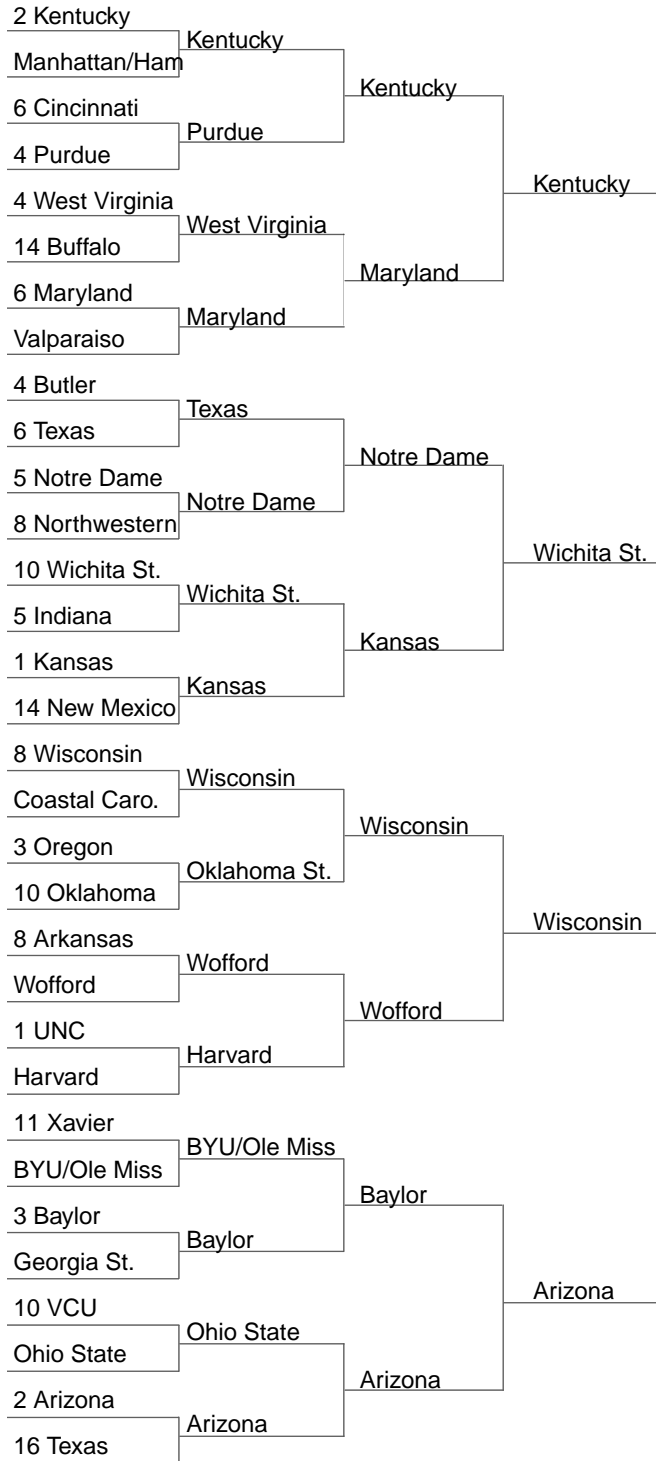 2 Kentucky
Manhattan/Ham
6 Cincinnati
4 Purdue
4 West Virginia
14 Buffalo
6 Maryland
Valparaiso
4 Butler
6 Texas
5 Notre Dame
8 Northwestern
10 Wichita St.
5 Indiana
1 Kansas
14 New Mexico
8 Wisconsin
Coastal Caro.
3 Oregon
10 Oklahoma
8 Arkansas
Wofford
1 UNC
Harvard
11 Xavier
BYU/Ole Miss
3 Baylor
Georgia St.
10 VCU
Ohio State
2 Arizona
16 Texas
Kentucky
Purdue
West Virginia
Maryland
Texas
Notre Dame
Wichita St.
Kansas
Wisconsin
Oklahoma St.
Wofford
Harvard
BYU/Ole Miss
Baylor
Ohio State
Arizona
Kentucky
Maryland
Notre Dame
Kansas
Wisconsin
Wofford
Baylor
Arizona
Kentucky
Wichita St.
Wisconsin
Arizona